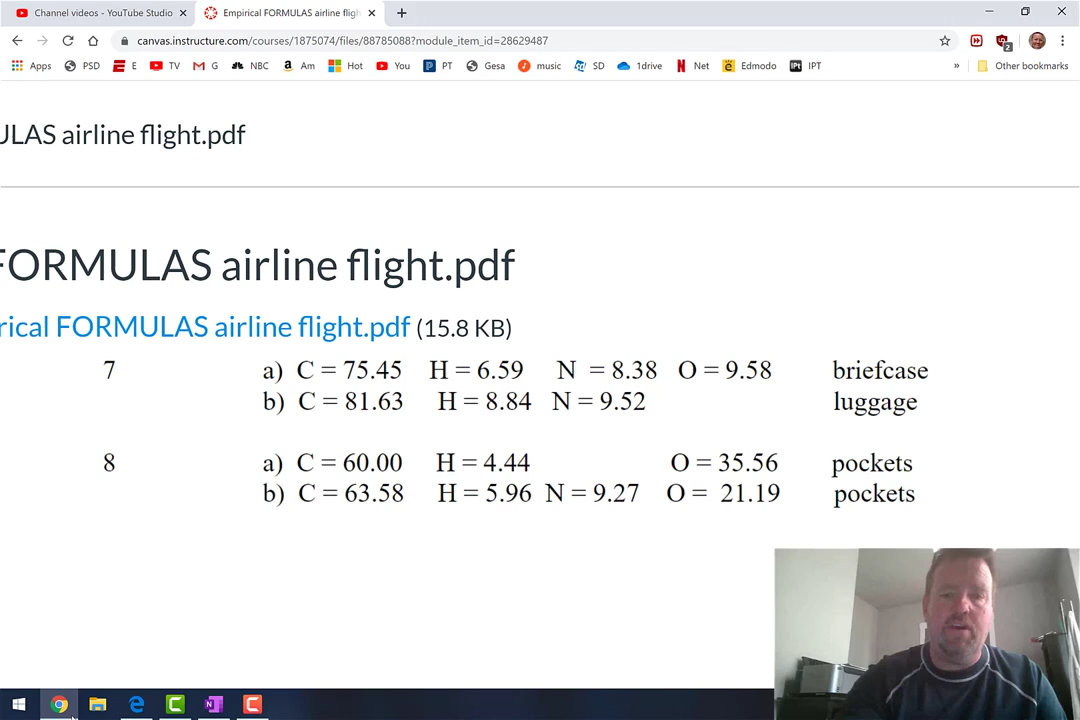 Channel videos - YouTube Studio
Empirical FORMULAS airline fligh
canvas.instructure.com/courses/1875074/files/88785088?module_item_id=28629487
2
Apps PSD E TV G NBC Am Hot You PT Gesa music SD 1drive Net Edmodo IPT » Other bookmarks
ULAS airline flight.pdf
FORMULAS airline flight.pdf
rical FORMULAS airline flight.pdf (15.8 KB)
7 a) C = 75.45 H = 6.59 N = 8.38 O = 9.58 briefcase
b) C = 81.63 H = 8.84 N = 9.52 luggage
8 a) C = 60.00 H = 4.44 O = 35.56 pockets
b) C = 63.58 H = 5.96 N = 9.27 O = 21.19 pockets